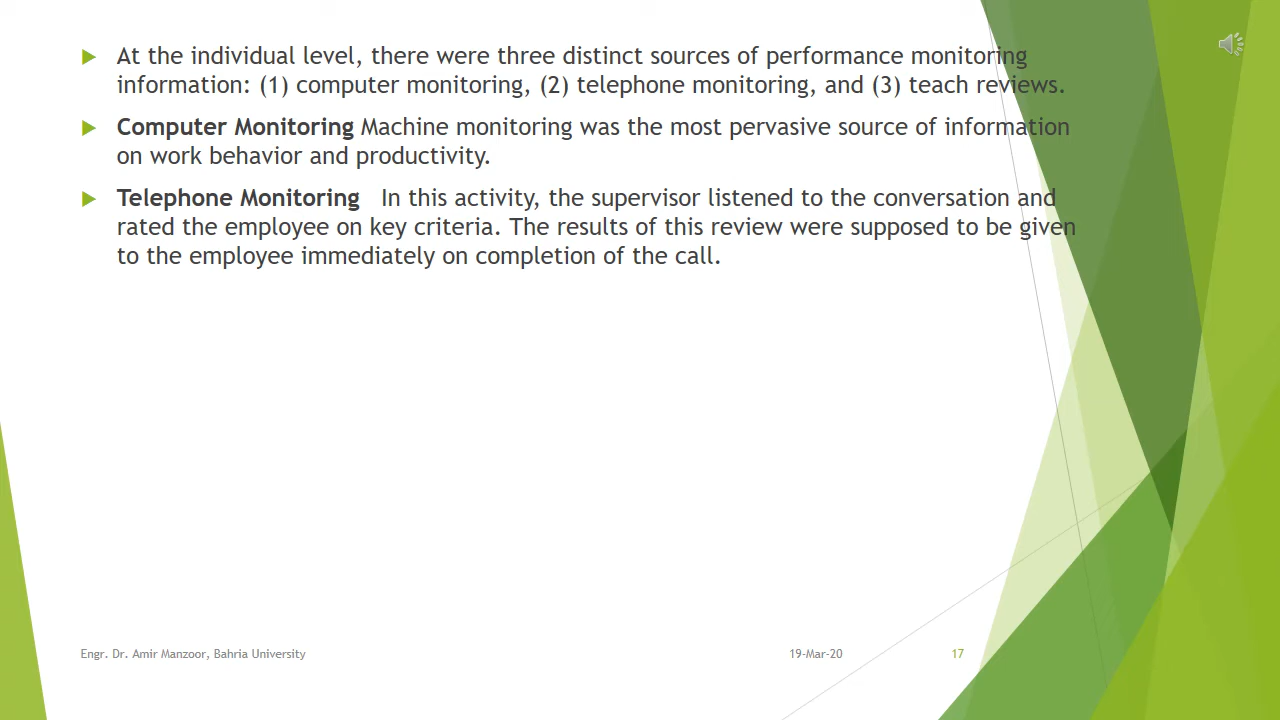 At the individual level, there were three distinct sources of performance monitoring
information: (1) computer monitoring, (2) telephone monitoring, and (3) teach reviews.
Computer Monitoring Machine monitoring was the most pervasive source of information
on work behavior and productivity.
Telephone Monitoring   In this activity, the supervisor listened to the conversation and
rated the employee on key criteria. The results of this review were supposed to be given
to the employee immediately on completion of the call.
Engr. Dr. Amir Manzoor, Bahria University
19-Mar-20
17